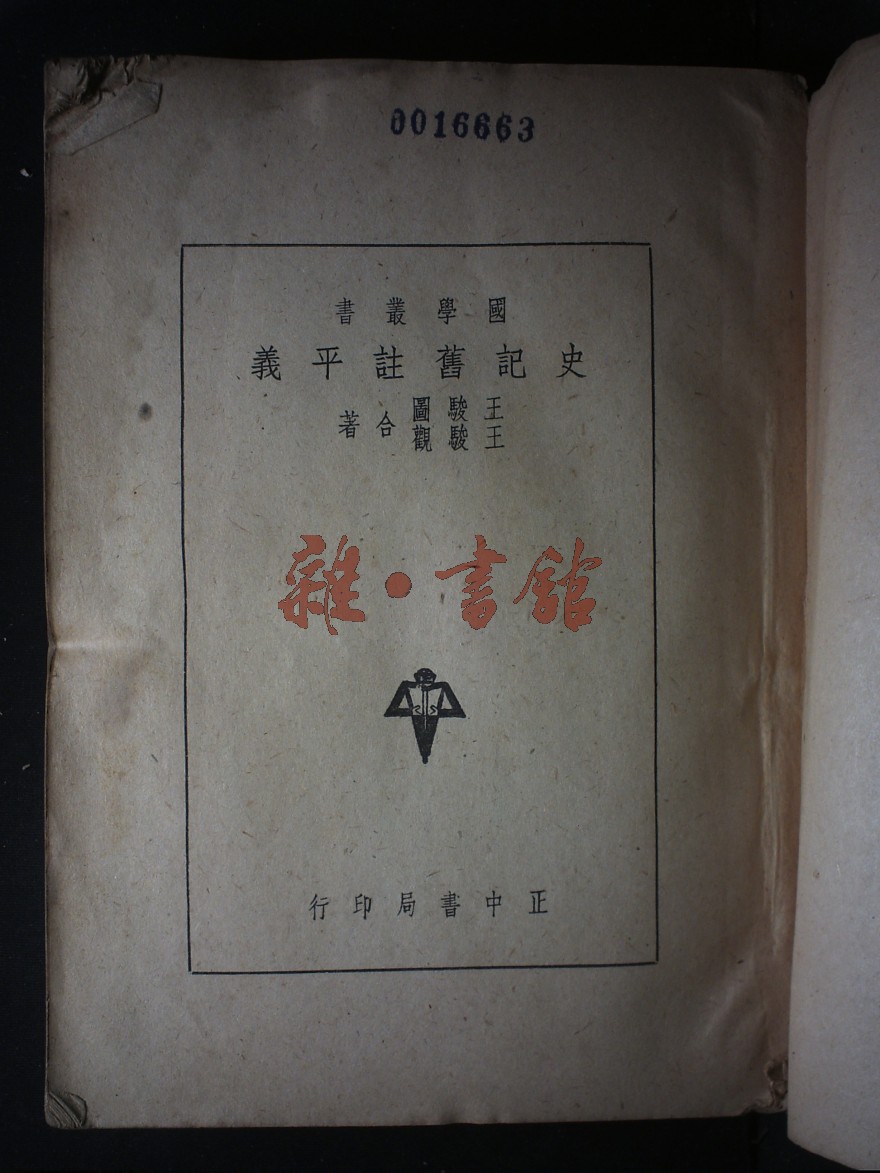 0016663
國學叢書
史記舊註平義
王駿圖
王駿觀
合著
雜·書館
正中書局印行